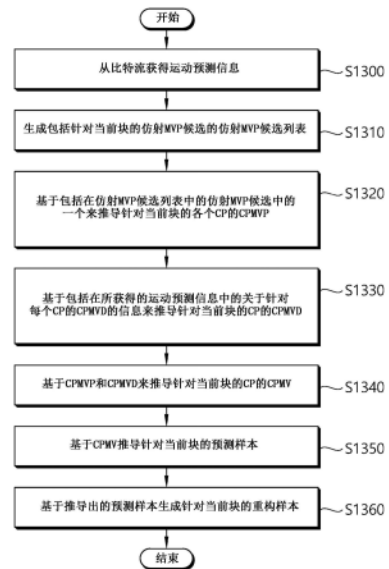 开始
从比特流获得运动预测信息
S1300
生成包括针对当前块的仿射MVP候选的仿射MVP候选列表
S1310
基于包括在仿射MVP候选列表中的仿射MVP候选中的
一个来推导针对当前块的各个CP的CPMVP
S1320
基于包括在所获得的运动预测信息中的关于针对
每个CP的CPMVD的信息来推导针对当前块的CP的CPMVD
S1330
基于CPMVP和CPMVD来推导针对当前块的CP的CPMV
S1340
基于CPMV推导针对当前块的预测样本
S1350
基于推导出的预测样本生成针对当前块的重构样本
S1360
结束